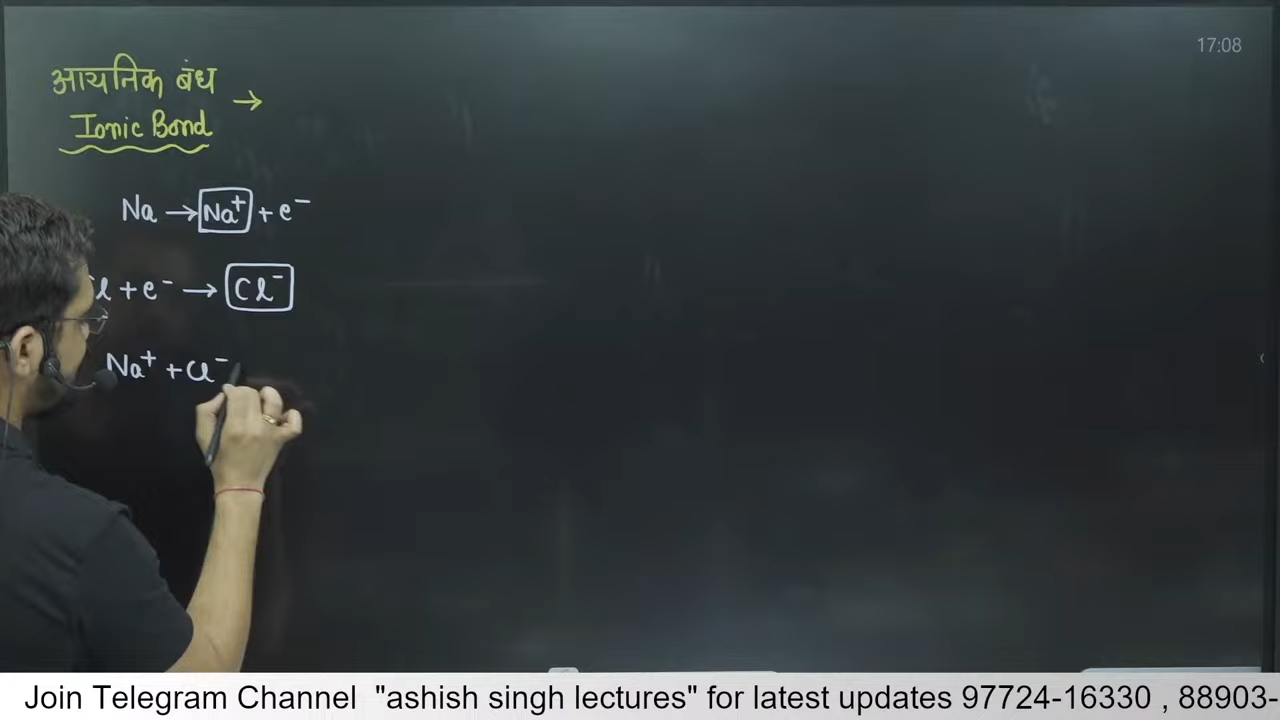 17:08
आयनिक बंध →
Ionic Bond
Na → Na⁺ + e⁻
+ e⁻ → Cl⁻
Na⁺ + Cl⁻
Join Telegram Channel "ashish singh lectures" for latest updates 97724-16330 , 88903-